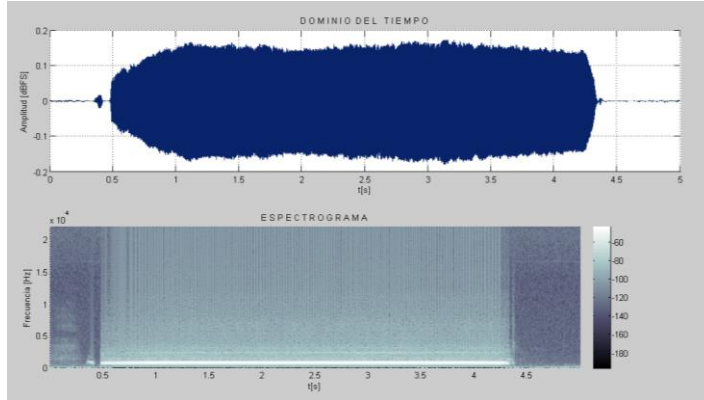 DOMINIO DEL TIEMPO
0.2
0.1
0
-0.1
-0.2
Amplitud [dBFS]
0 0.5 1 1.5 2 2.5 3 3.5 4 4.5 5
t[s]
ESPECTROGRAMA
x 10^4
2
1.5
1
0.5
0
Frecuencia [Hz]
0.5 1 1.5 2 2.5 3 3.5 4 4.5
t[s]
-60
-80
-100
-120
-140
-160
-180